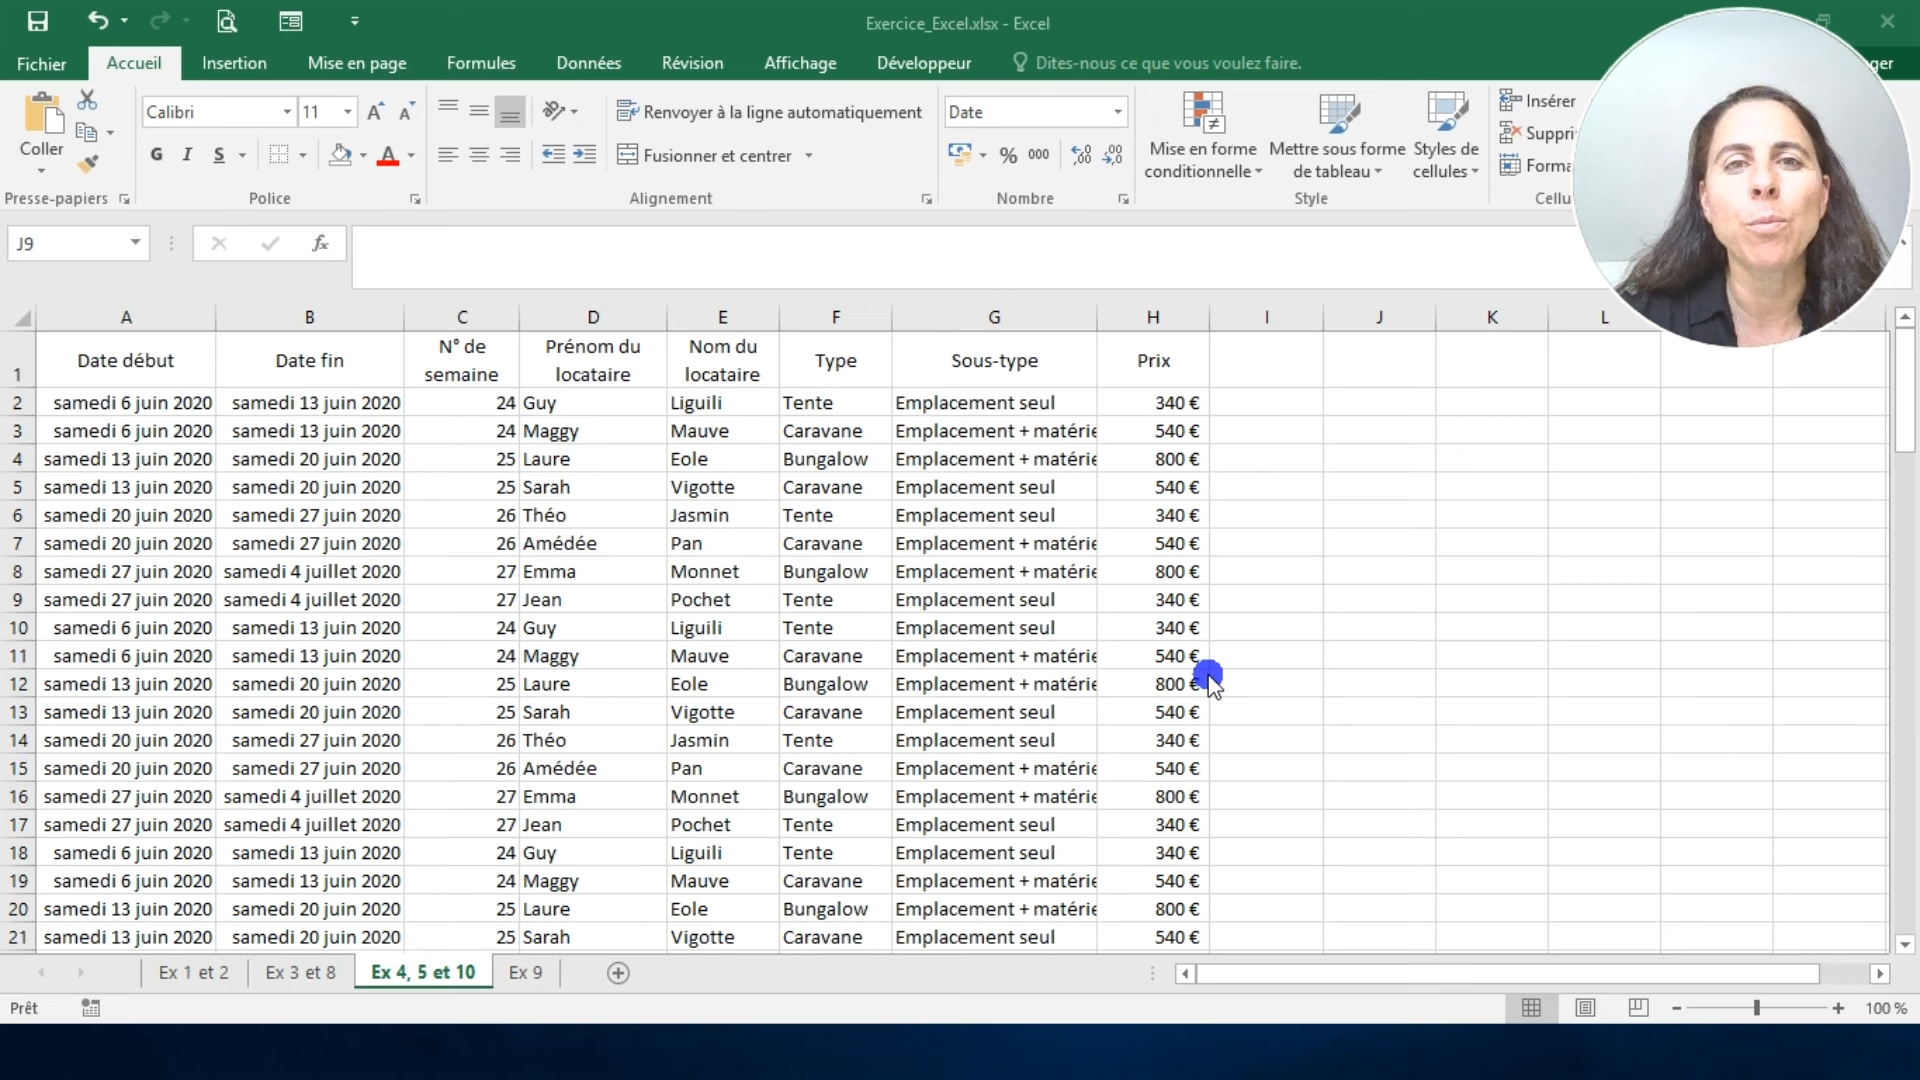 Exercice_Excel.xlsx - Excel
Fichier Accueil Insertion Mise en page Formules Données Révision Affichage Développeur Dites-nous ce que vous voulez faire.
Coller
Presse-papiers
Calibri 11
G I S
Police
Renvoyer à la ligne automatiquement
Fusionner et centrer
Alignement
Date
% 000
Nombre
Mise en forme conditionnelle
Mettre sous forme de tableau
Styles de cellules
Style
Insérer
J9 fx
A B C D E F G H I J K L
1 Date début Date fin N° de semaine Prénom du locataire Nom du locataire Type Sous-type Prix
2 samedi 6 juin 2020 samedi 13 juin 2020 24 Guy Liguili Tente Emplacement seul 340 €
3 samedi 6 juin 2020 samedi 13 juin 2020 24 Maggy Mauve Caravane Emplacement + matérie 540 €
4 samedi 13 juin 2020 samedi 20 juin 2020 25 Laure Eole Bungalow Emplacement + matérie 800 €
5 samedi 13 juin 2020 samedi 20 juin 2020 25 Sarah Vigotte Caravane Emplacement seul 540 €
6 samedi 20 juin 2020 samedi 27 juin 2020 26 Théo Jasmin Tente Emplacement seul 340 €
7 samedi 20 juin 2020 samedi 27 juin 2020 26 Amédée Pan Caravane Emplacement + matérie 540 €
8 samedi 27 juin 2020 samedi 4 juillet 2020 27 Emma Monnet Bungalow Emplacement + matérie 800 €
9 samedi 27 juin 2020 samedi 4 juillet 2020 27 Jean Pochet Tente Emplacement seul 340 €
10 samedi 6 juin 2020 samedi 13 juin 2020 24 Guy Liguili Tente Emplacement seul 340 €
11 samedi 6 juin 2020 samedi 13 juin 2020 24 Maggy Mauve Caravane Emplacement + matérie 540 €
12 samedi 13 juin 2020 samedi 20 juin 2020 25 Laure Eole Bungalow Emplacement + matérie 800 €
13 samedi 13 juin 2020 samedi 20 juin 2020 25 Sarah Vigotte Caravane Emplacement seul 540 €
14 samedi 20 juin 2020 samedi 27 juin 2020 26 Théo Jasmin Tente Emplacement seul 340 €
15 samedi 20 juin 2020 samedi 27 juin 2020 26 Amédée Pan Caravane Emplacement + matérie 540 €
16 samedi 27 juin 2020 samedi 4 juillet 2020 27 Emma Monnet Bungalow Emplacement + matérie 800 €
17 samedi 27 juin 2020 samedi 4 juillet 2020 27 Jean Pochet Tente Emplacement seul 340 €
18 samedi 6 juin 2020 samedi 13 juin 2020 24 Guy Liguili Tente Emplacement seul 340 €
19 samedi 6 juin 2020 samedi 13 juin 2020 24 Maggy Mauve Caravane Emplacement + matérie 540 €
20 samedi 13 juin 2020 samedi 20 juin 2020 25 Laure Eole Bungalow Emplacement + matérie 800 €
21 samedi 13 juin 2020 samedi 20 juin 2020 25 Sarah Vigotte Caravane Emplacement seul 540 €
Ex 1 et 2 Ex 3 et 8 Ex 4, 5 et 10 Ex 9
Prêt 100 %